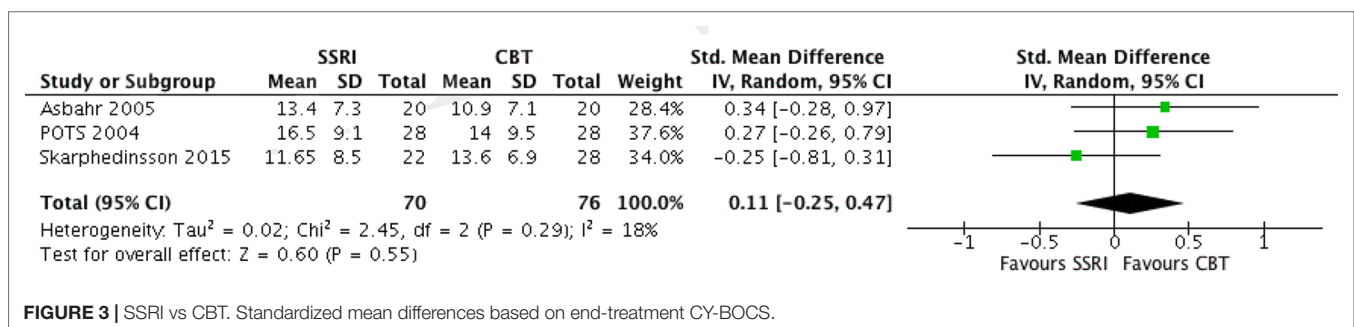 SSRI CBT Std. Mean Difference Std. Mean Difference
Study or Subgroup Mean SD Total Mean SD Total Weight IV, Random, 95% CI IV, Random, 95% CI
Asbahr 2005 13.4 7.3 20 10.9 7.1 20 28.4% 0.34 [-0.28, 0.97]
POTS 2004 16.5 9.1 28 14 9.5 28 37.6% 0.27 [-0.26, 0.79]
Skarphedinsson 2015 11.65 8.5 22 13.6 6.9 28 34.0% -0.25 [-0.81, 0.31]
Total (95% CI) 70 76 100.0% 0.11 [-0.25, 0.47]
Heterogeneity: Tau² = 0.02; Chi² = 2.45, df = 2 (P = 0.29); I² = 18%
Test for overall effect: Z = 0.60 (P = 0.55)
-1 -0.5 0 0.5 1
Favours SSRI Favours CBT
FIGURE 3 | SSRI vs CBT. Standardized mean differences based on end-treatment CY-BOCS.